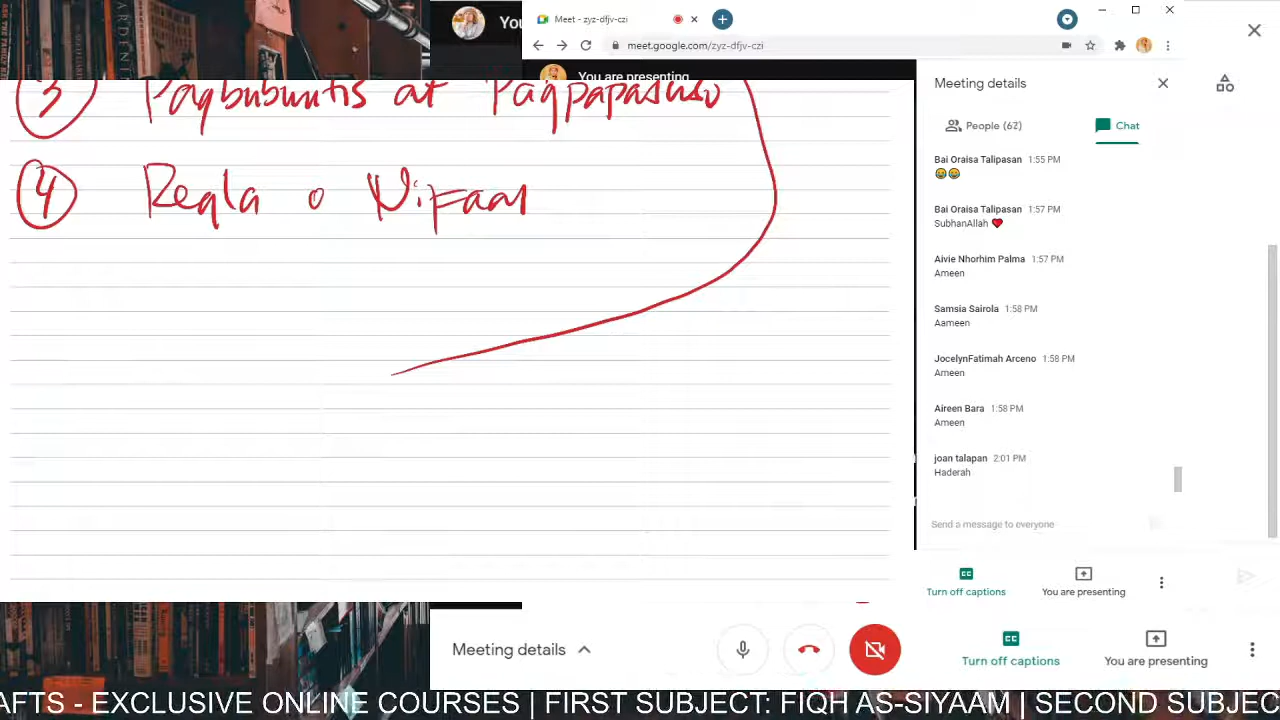 You
Meet - zyz-dfjv-czi
meet.google.com/zyz-dfjv-czi
You are presenting
3 Pagbubuntis at Pagpapasuso
4 Regla o Nifaas
Meeting details
People (62)
Chat
Bai Oraisa Talipasan 1:55 PM
😂😂
Bai Oraisa Talipasan 1:57 PM
SubhanAllah ❤️
Aivie Nhorhim Palma 1:57 PM
Ameen
Samsia Sairola 1:58 PM
Aameen
JocelynFatimah Arceno 1:58 PM
Ameen
Aireen Bara 1:58 PM
Ameen
joan talapan 2:01 PM
Haderah
Send a message to everyone
CC
Turn off captions
You are presenting
Meeting details
CC
Turn off captions
You are presenting
AFTS - EXCLUSIVE ONLINE COURSES | FIRST SUBJECT: FIQH AS-SIYAAM | SECOND SUBJEC